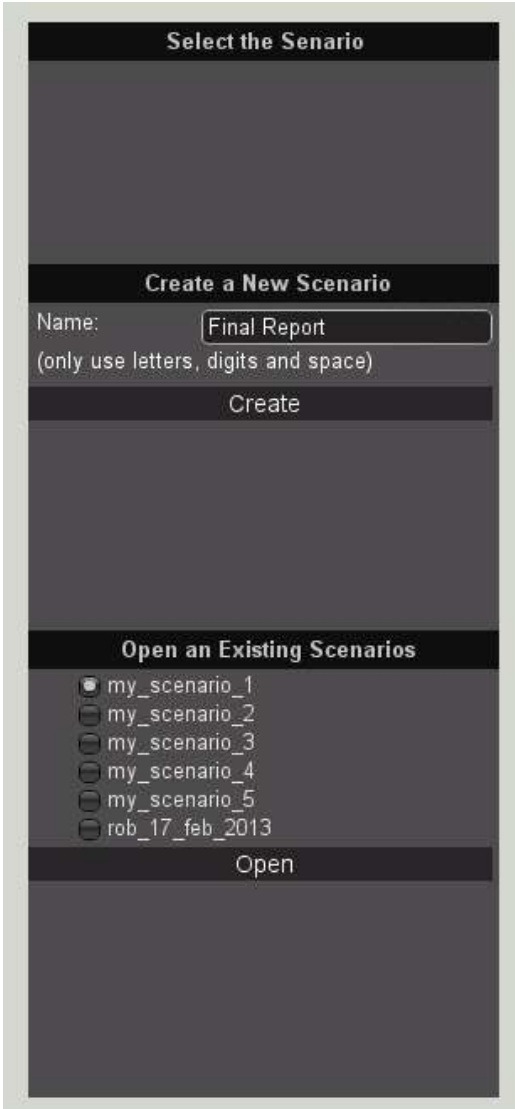 Select the Senario
Create a New Scenario
Name: Final Report
(only use letters, digits and space)
Create
Open an Existing Scenarios
my_scenario_1
my_scenario_2
my_scenario_3
my_scenario_4
my_scenario_5
rob_17_feb_2013
Open